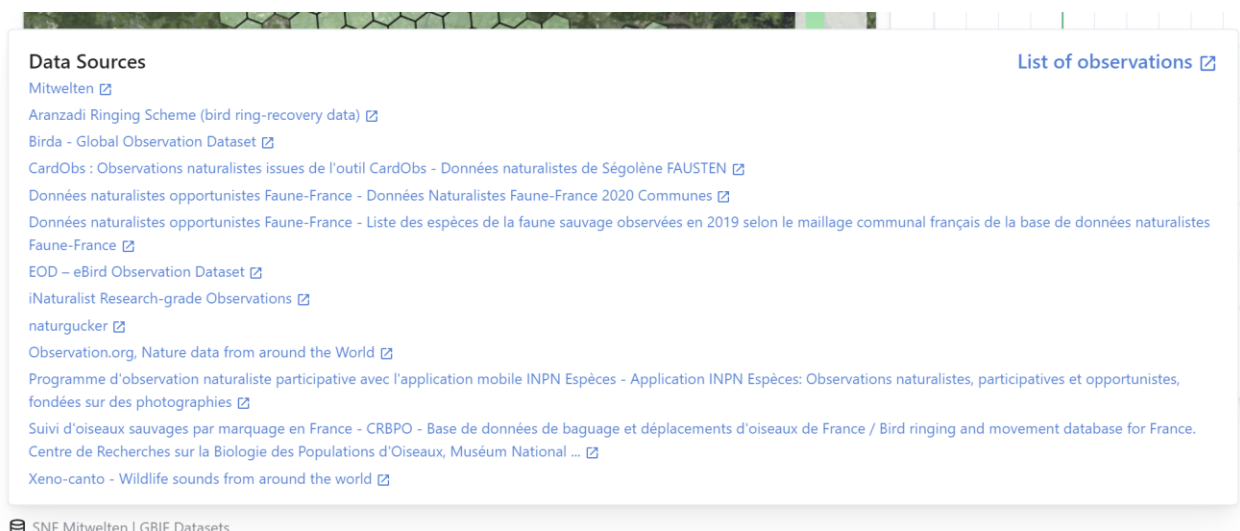 Data Sources
List of observations
Mitwelten
Aranzadi Ringing Scheme (bird ring-recovery data)
Birda - Global Observation Dataset
CardObs : Observations naturalistes issues de l'outil CardObs - Données naturalistes de Ségolène FAUSTEN
Données naturalistes opportunistes Faune-France - Données Naturalistes Faune-France 2020 Communes
Données naturalistes opportunistes Faune-France - Liste des espèces de la faune sauvage observées en 2019 selon le maillage communal français de la base de données naturalistes
Faune-France
EOD – eBird Observation Dataset
iNaturalist Research-grade Observations
naturgucker
Observation.org, Nature data from around the World
Programme d'observation naturaliste participative avec l'application mobile INPN Espèces - Application INPN Espèces: Observations naturalistes, participatives et opportunistes,
fondées sur des photographies
Suivi d'oiseaux sauvages par marquage en France - CRBPO - Base de données de baguage et déplacements d'oiseaux de France / Bird ringing and movement database for France.
Centre de Recherches sur la Biologie des Populations d'Oiseaux, Muséum National ...
Xeno-canto - Wildlife sounds from around the world
SNF Mitwelten | GBIF Datasets